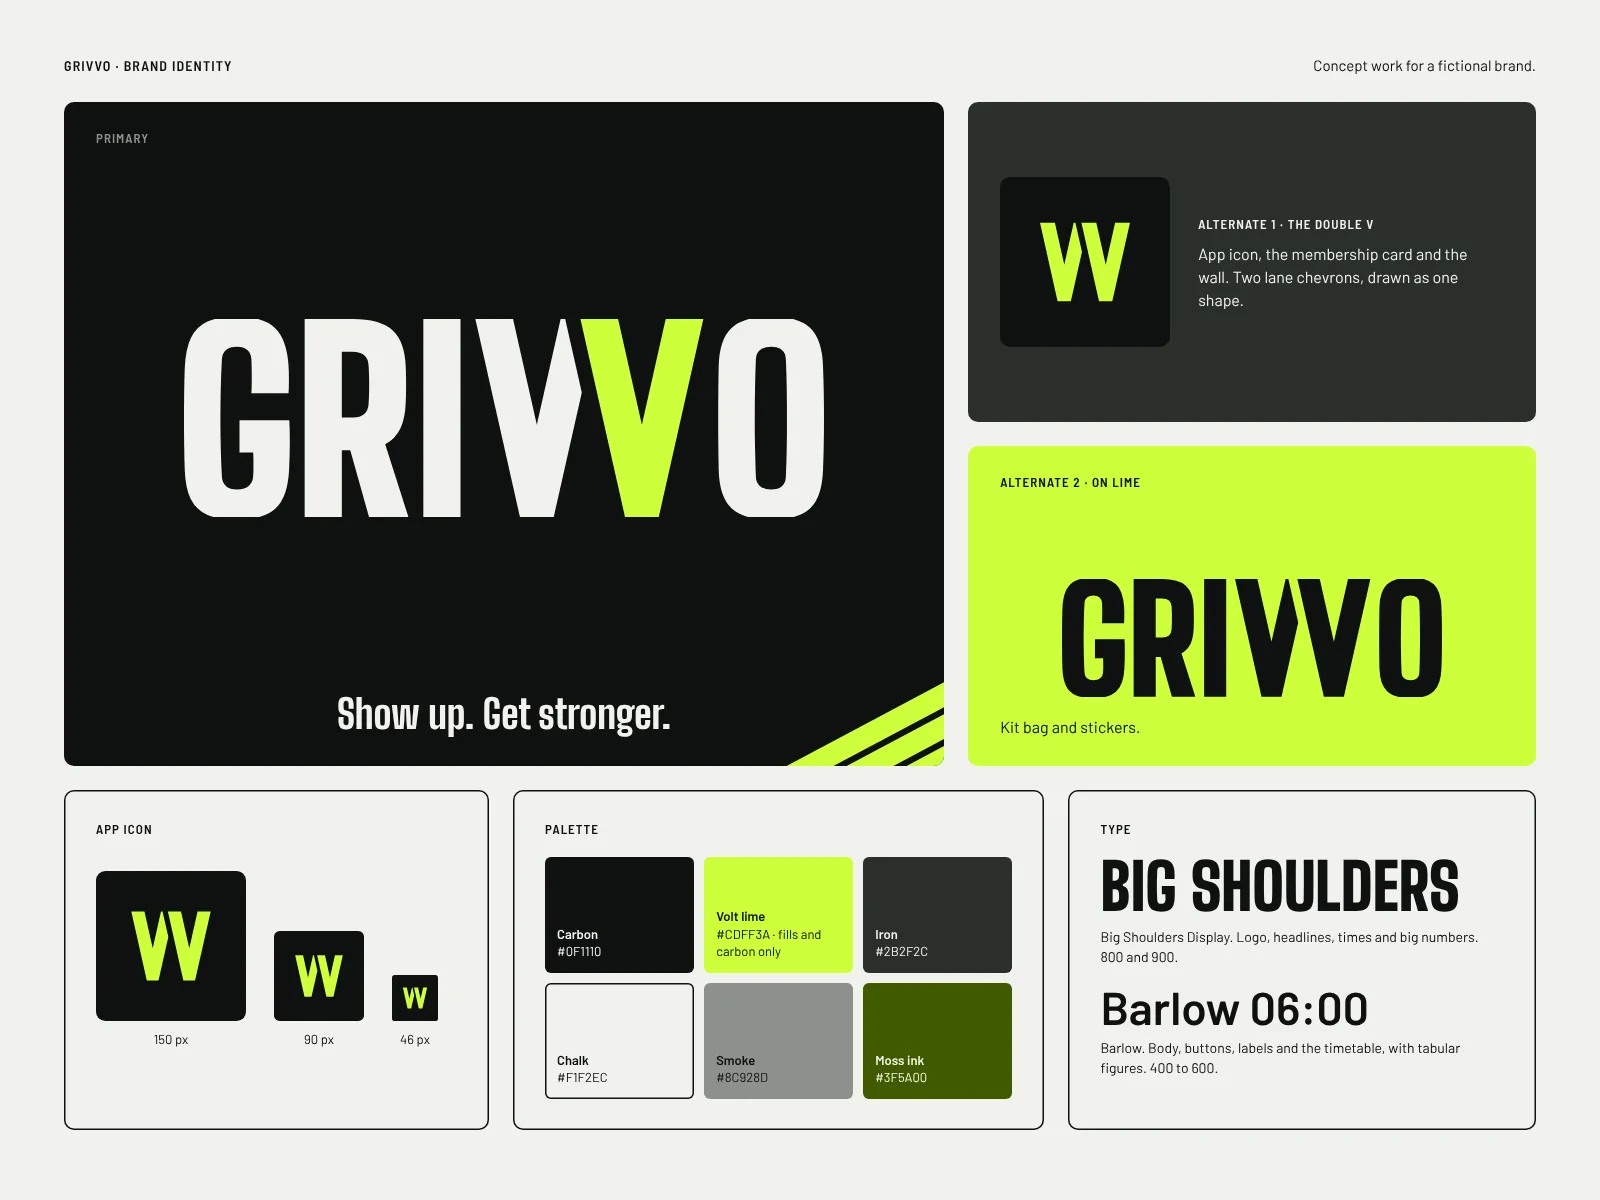 GRIVVO · BRAND IDENTITY
Concept work for a fictional brand.
PRIMARY
GRIVVO
Show up. Get stronger.
VV
ALTERNATE 1 · THE DOUBLE V
App icon, the membership card and the
wall. Two lane chevrons, drawn as one
shape.
ALTERNATE 2 · ON LIME
GRIVVO
Kit bag and stickers.
APP ICON
VV
VV
VV
150 px
90 px
46 px
PALETTE
Carbon
#0F1110
Volt lime
#CDFF3A · fills and
carbon only
Iron
#2B2F2C
Chalk
#F1F2EC
Smoke
#8C928D
Moss ink
#3F5A00
TYPE
BIG SHOULDERS
Big Shoulders Display. Logo, headlines, times and big numbers.
800 and 900.
Barlow 06:00
Barlow. Body, buttons, labels and the timetable, with tabular
figures. 400 to 600.